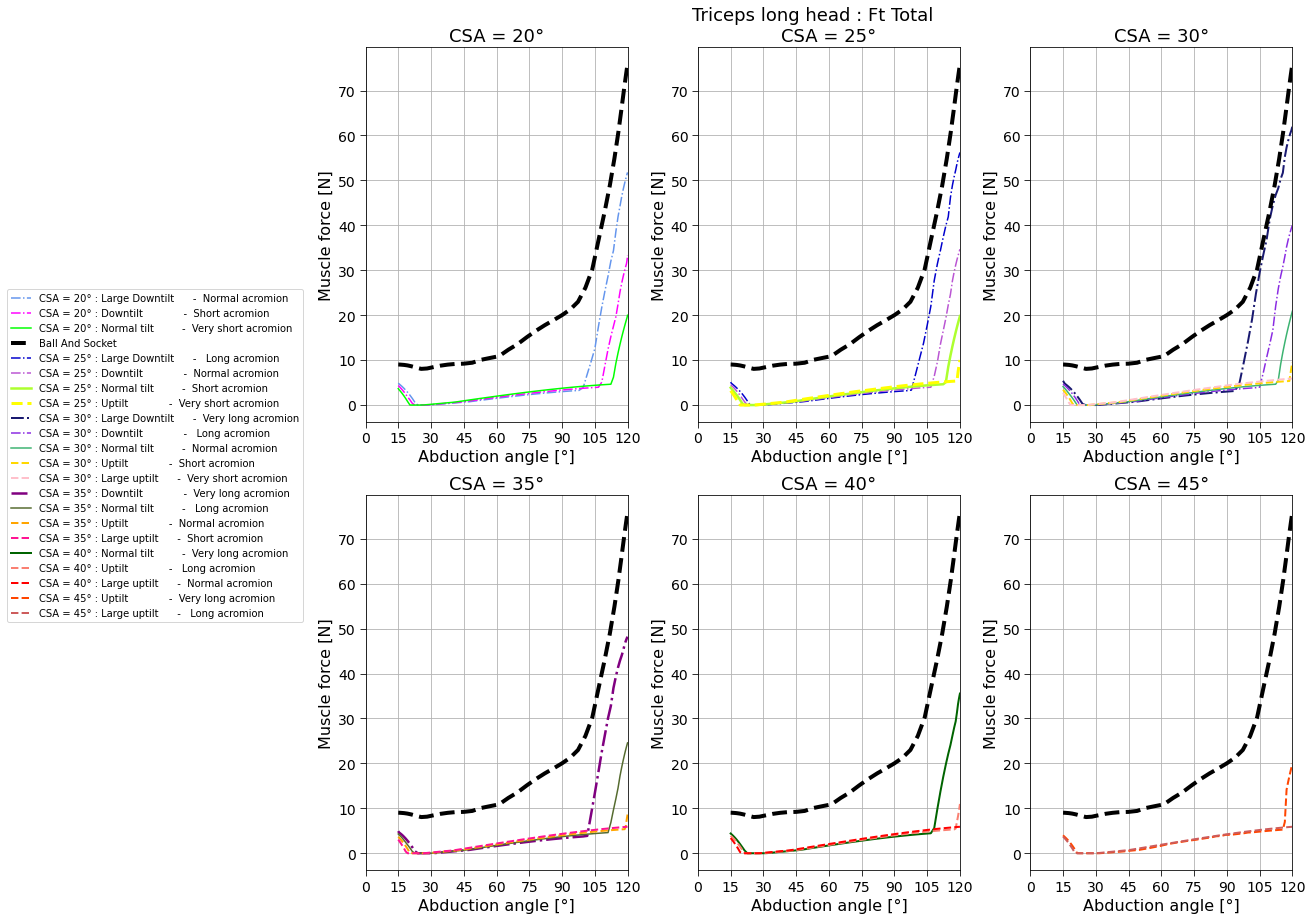 Triceps long head : Ft Total
CSA = 20°
CSA = 25°
CSA = 30°
Muscle force [N]
70
60
50
40
30
20
10
0
0 15 30 45 60 75 90 105 120
Abduction angle [°]
Muscle force [N]
70
60
50
40
30
20
10
0
0 15 30 45 60 75 90 105 120
Abduction angle [°]
Muscle force [N]
70
60
50
40
30
20
10
0
0 15 30 45 60 75 90 105 120
Abduction angle [°]
CSA = 20° : Large Downtilt - Normal acromion
CSA = 20° : Downtilt - Short acromion
CSA = 20° : Normal tilt - Very short acromion
Ball And Socket
CSA = 25° : Large Downtilt - Long acromion
CSA = 25° : Downtilt - Normal acromion
CSA = 25° : Normal tilt - Short acromion
CSA = 25° : Uptilt - Very short acromion
CSA = 30° : Large Downtilt - Very long acromion
CSA = 30° : Downtilt - Long acromion
CSA = 30° : Normal tilt - Normal acromion
CSA = 30° : Uptilt - Short acromion
CSA = 30° : Large uptilt - Very short acromion
CSA = 35° : Downtilt - Very long acromion
CSA = 35° : Normal tilt - Long acromion
CSA = 35° : Uptilt - Normal acromion
CSA = 35° : Large uptilt - Short acromion
CSA = 40° : Normal tilt - Very long acromion
CSA = 40° : Uptilt - Long acromion
CSA = 40° : Large uptilt - Normal acromion
CSA = 45° : Uptilt - Very long acromion
CSA = 45° : Large uptilt - Long acromion
CSA = 35°
CSA = 40°
CSA = 45°
Muscle force [N]
70
60
50
40
30
20
10
0
0 15 30 45 60 75 90 105 120
Abduction angle [°]
Muscle force [N]
70
60
50
40
30
20
10
0
0 15 30 45 60 75 90 105 120
Abduction angle [°]
Muscle force [N]
70
60
50
40
30
20
10
0
0 15 30 45 60 75 90 105 120
Abduction angle [°]